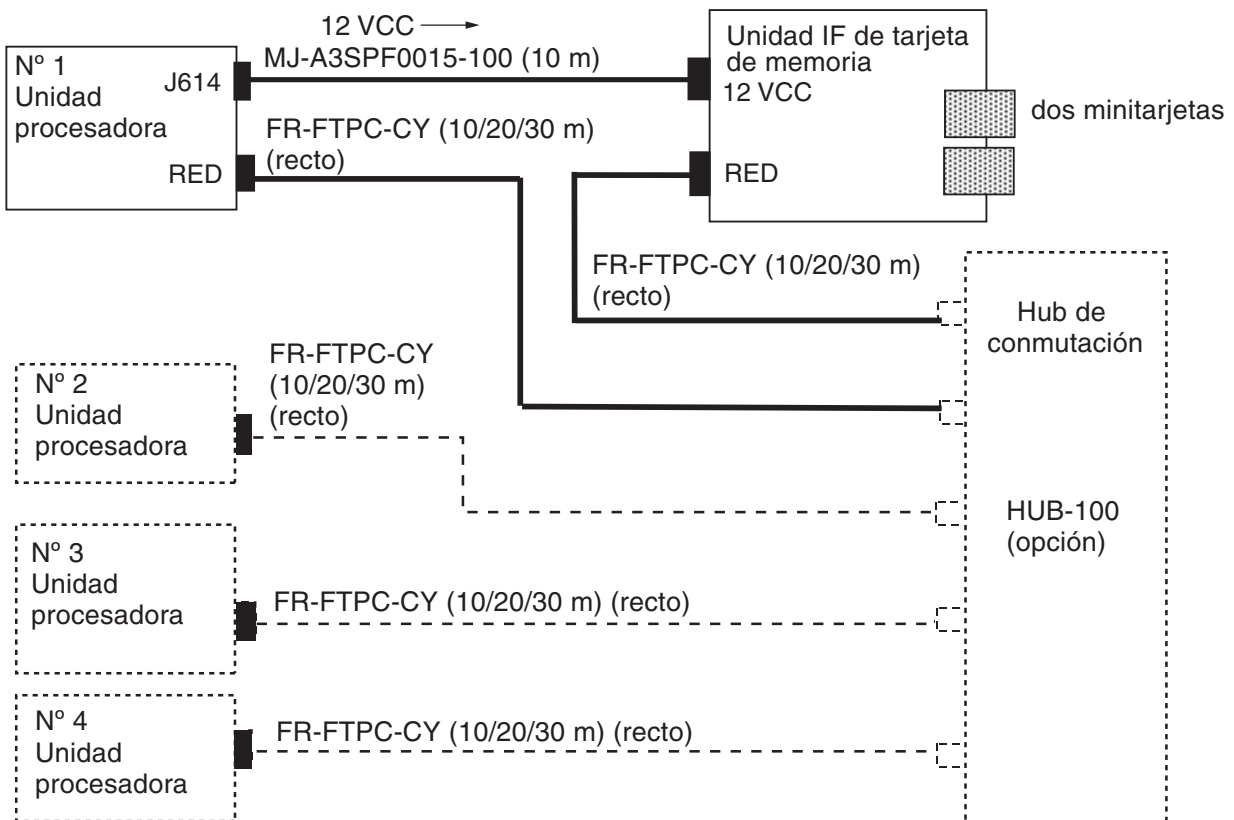 12 VCC
MJ-A3SPF0015-100 (10 m)
Nº 1
Unidad
procesadora
J614
RED
FR-FTPC-CY (10/20/30 m)
(recto)
Unidad IF de tarjeta
de memoria
12 VCC
RED
dos minitarjetas
FR-FTPC-CY (10/20/30 m)
(recto)
Hub de
conmutación
HUB-100
(opción)
Nº 2
Unidad
procesadora
FR-FTPC-CY
(10/20/30 m)
(recto)
Nº 3
Unidad
procesadora
FR-FTPC-CY (10/20/30 m) (recto)
Nº 4
Unidad
procesadora
FR-FTPC-CY (10/20/30 m) (recto)